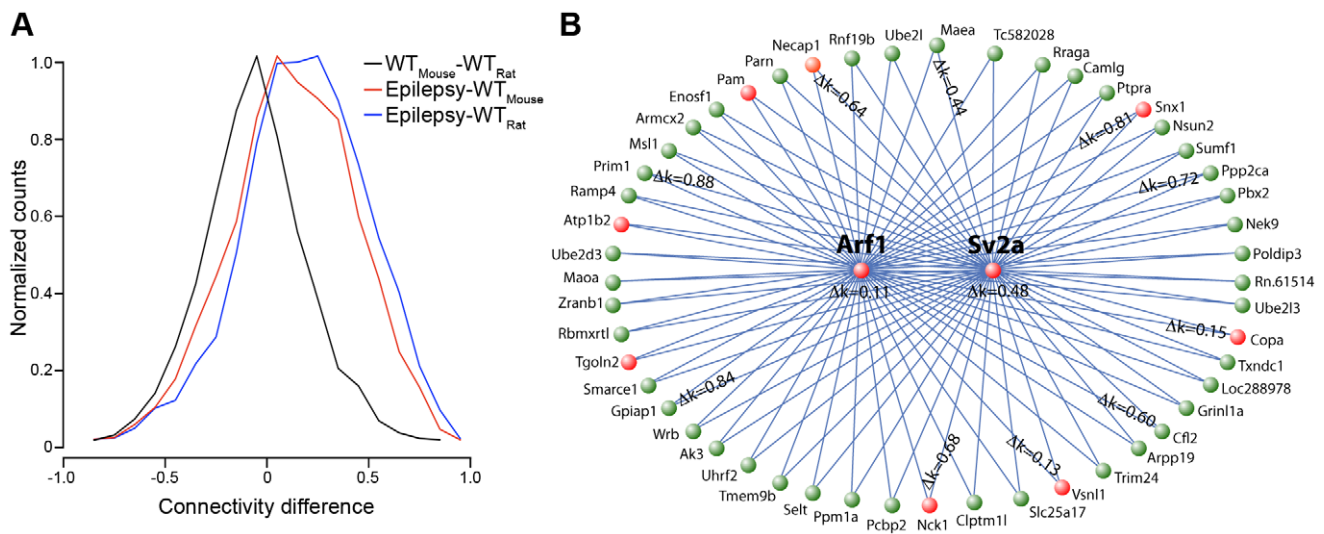 A
B
WTMouse-WTRat
Epilepsy-WTMouse
Epilepsy-WTRat
Normalized counts
1.0
0.8
0.6
0.4
0.2
0
-1.0
-0.5
0
0.5
1.0
Connectivity difference
Maea
Tc582028
Rraga
Camlg
Ptpra
Snx1
Nsun2
Sumf1
Ppp2ca
Pbx2
Nek9
Poldip3
Rn.61514
Ube2l3
Copa
Txndc1
Loc288978
Grinl1a
Cfl2
Arpp19
Trim24
Vsnl1
Slc25a17
Clptm1l
Nck1
Pcbp2
Ppm1a
Selt
Tmem9b
Uhrf2
Ak3
Wrb
Gpiap1
Smarce1
Tgoln2
Rbmxrtl
Zranb1
Maoa
Ube2d3
Atp1b2
Ramp4
Prim1
Msl1
Armcx2
Enosf1
Pam
Parn
Necap1
Rnf19b
Ube2l
Δk=0.64
Δk=0.44
Δk=0.81
Δk=0.72
Δk=0.88
Arf1
Sv2a
Δk=0.11
Δk=0.48
Δk=0.15
Δk=0.84
Δk=0.60
Δk=0.68
Δk=0.13